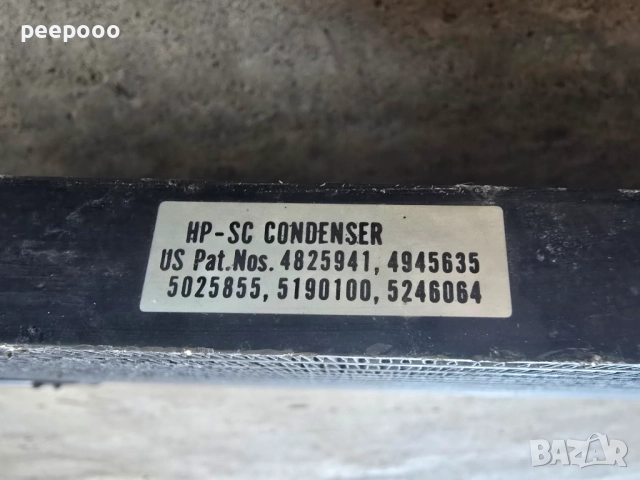 peepooo
HP-SC CONDENSER
US Pat.Nos. 4825941, 4945635
5025855, 5190100, 5246064
BAZAR